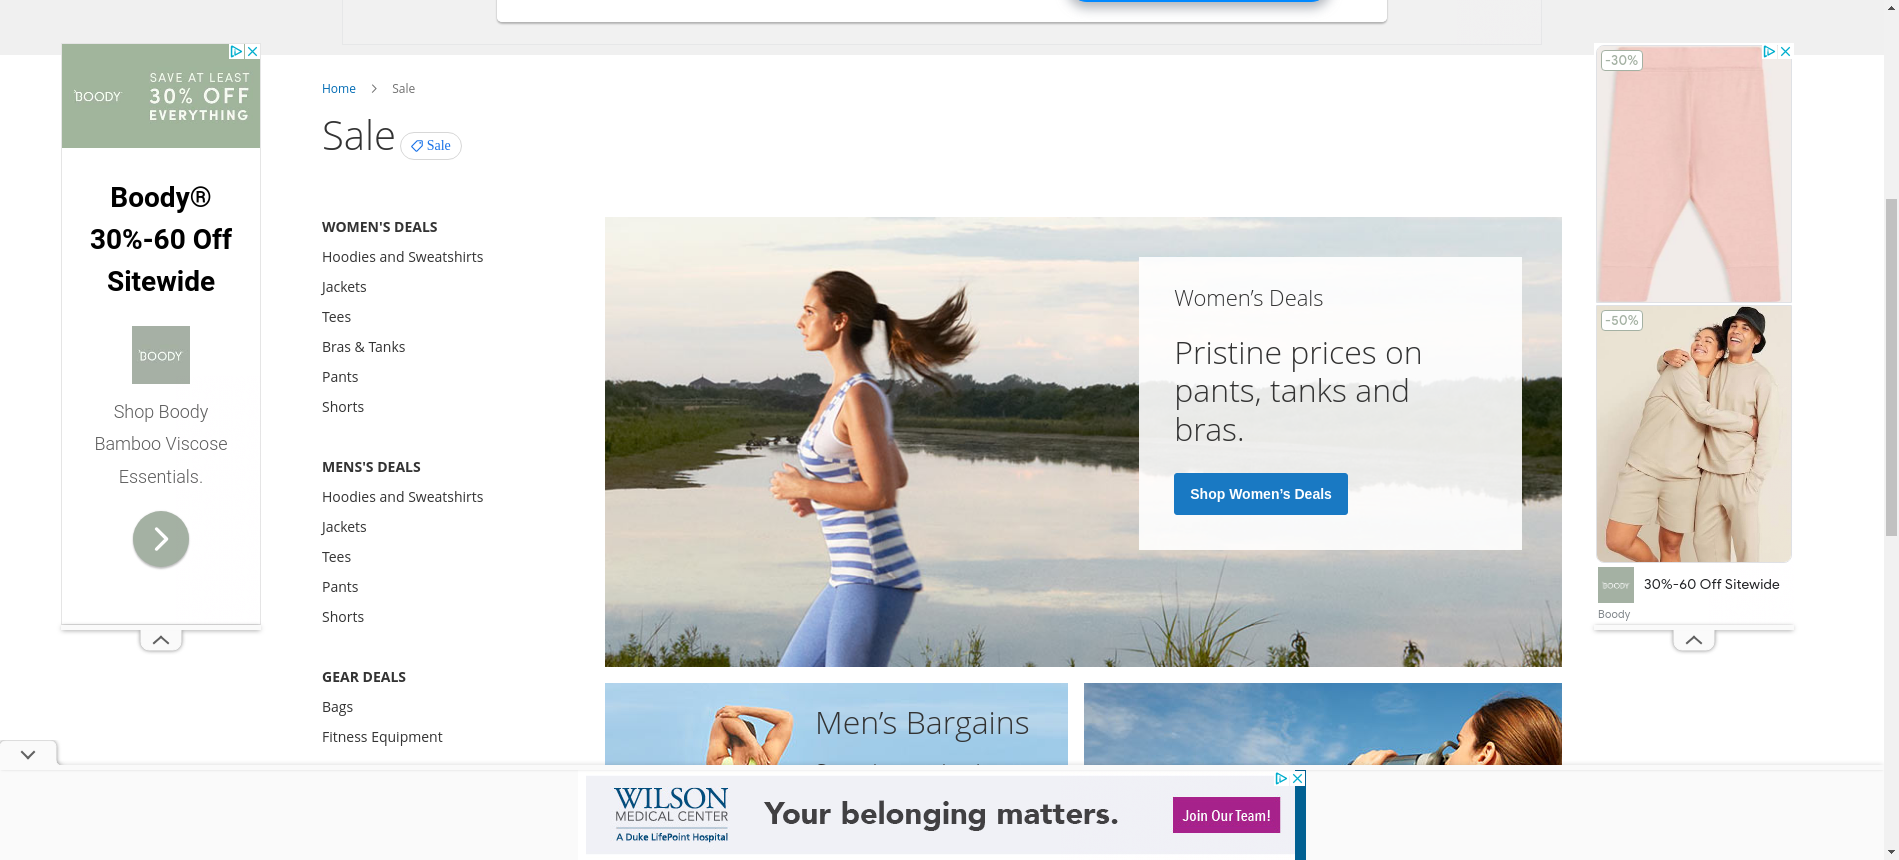 BOODY
SAVE AT LEAST
30% OFF
EVERYTHING
Boody®
30%-60 Off
Sitewide
BOODY
Shop Boody
Bamboo Viscose
Essentials.
Home
Sale
Sale
Sale
WOMEN'S DEALS
Hoodies and Sweatshirts
Jackets
Tees
Bras & Tanks
Pants
Shorts
MENS'S DEALS
Hoodies and Sweatshirts
Jackets
Tees
Pants
Shorts
GEAR DEALS
Bags
Fitness Equipment
Women’s Deals
Pristine prices on
pants, tanks and
bras.
Shop Women’s Deals
Men’s Bargains
-30%
-50%
BOODY
30%-60 Off Sitewide
Boody
WILSON
MEDICAL CENTER
A Duke LifePoint Hospital
Your belonging matters.
Join Our Team!